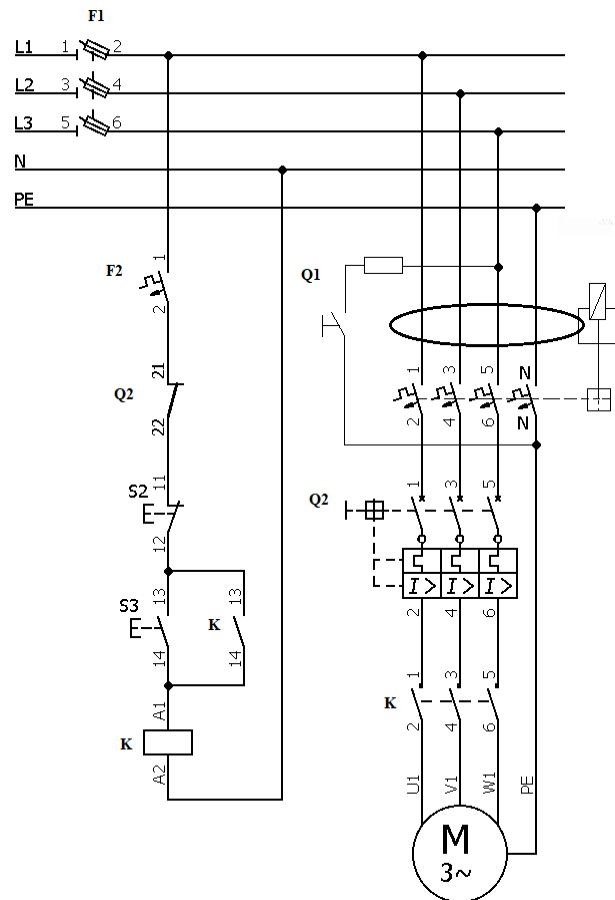 F1
L1 1 2
L2 3 4
L3 5 6
N
PE
F2 1
2
Q1
Q2 21
22
1 3 5 N
2 4 6 N
S2 11
12
Q2 1 3 5
I> I> I>
2 4 6
S3 13 13
K
14 14
K 1 3 5
2 4 6
A1
K
A2
U1 V1 W1 PE
M
3~